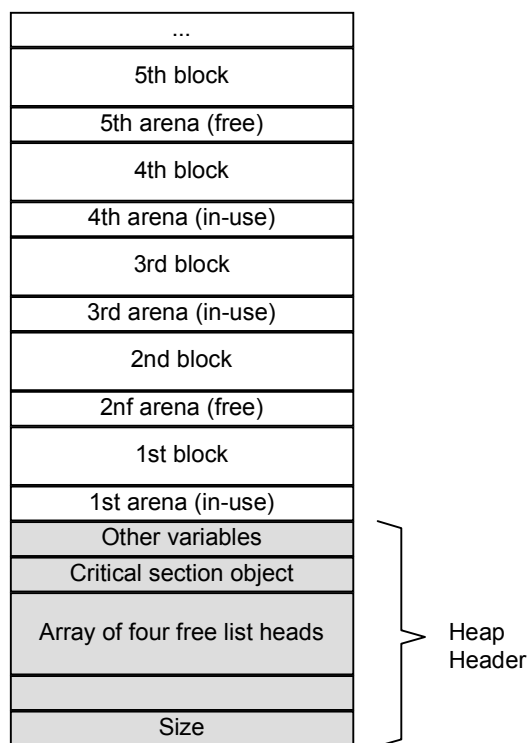 ...
5th block
5th arena (free)
4th block
4th arena (in-use)
3rd block
3rd arena (in-use)
2nd block
2nf arena (free)
1st block
1st arena (in-use)
Other variables
Critical section object
Array of four free list heads
Size
Heap
Header